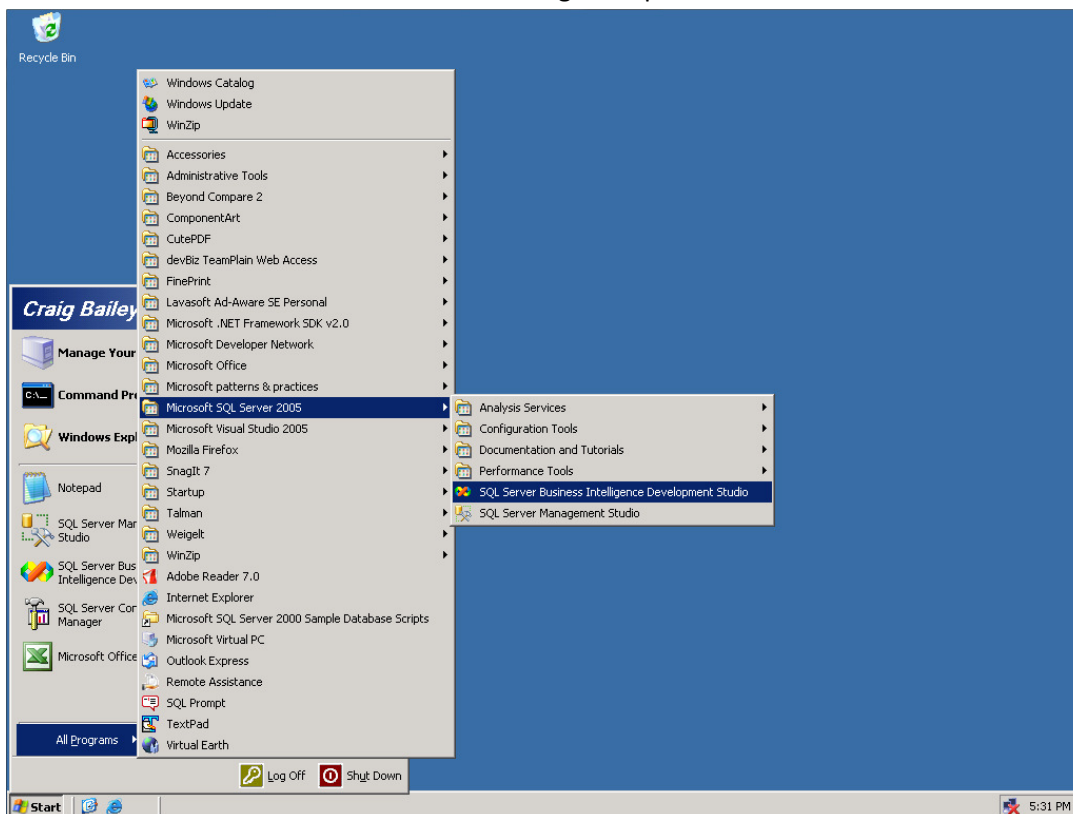 Recycle Bin
Windows Catalog
Windows Update
WinZip
Accessories
Administrative Tools
Beyond Compare 2
ComponentArt
CutePDF
devBiz TeamPlain Web Access
FinePrint
Lavasoft Ad-Aware SE Personal
Microsoft .NET Framework SDK v2.0
Microsoft Developer Network
Microsoft Office
Microsoft patterns & practices
Microsoft SQL Server 2005
Microsoft Visual Studio 2005
Mozilla Firefox
SnagIt 7
Startup
Talman
Weigelt
WinZip
Adobe Reader 7.0
Internet Explorer
Microsoft SQL Server 2000 Sample Database Scripts
Microsoft Virtual PC
Outlook Express
Remote Assistance
SQL Prompt
TextPad
Virtual Earth
Analysis Services
Configuration Tools
Documentation and Tutorials
Performance Tools
SQL Server Business Intelligence Development Studio
SQL Server Management Studio
Craig Bailey
Manage Your
Command Pr
Windows Expl
Notepad
SQL Server Mar
Studio
SQL Server Bus
Intelligence Dev
SQL Server Cor
Manager
Microsoft Office
All Programs
Log Off
Shut Down
Start
5:31 PM